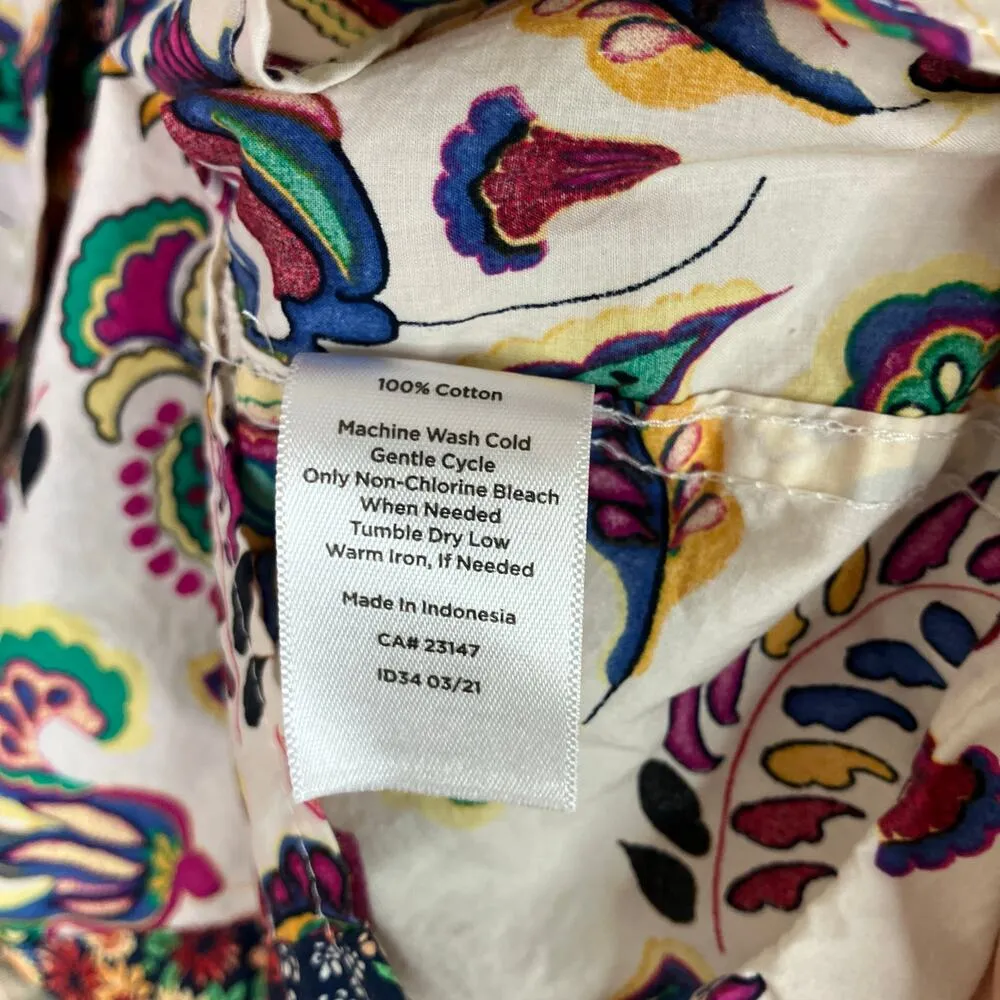 100% Cotton
Machine Wash Cold
Gentle Cycle
Only Non-Chlorine Bleach
When Needed
Tumble Dry Low
Warm Iron, If Needed
Made In Indonesia
CA# 23147
ID34 03/21